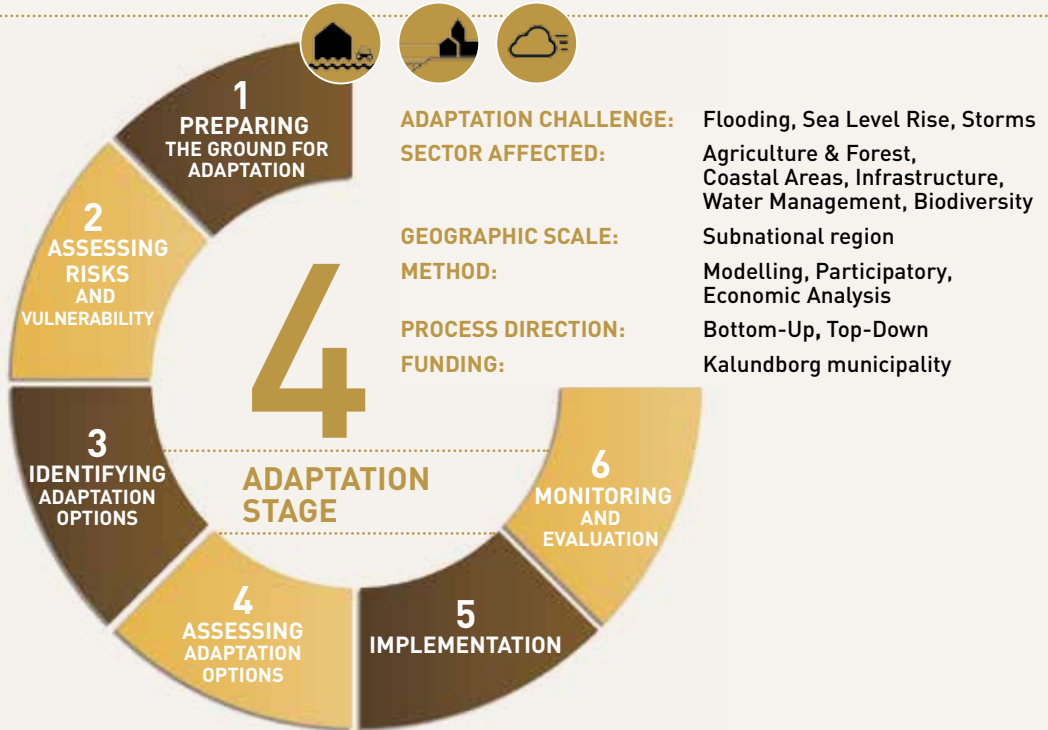 1
PREPARING
THE GROUND FOR
ADAPTATION
2
ASSESSING
RISKS
AND
VULNERABILITY
3
IDENTIFYING
ADAPTATION
OPTIONS
4
ASSESSING
ADAPTATION
OPTIONS
5
IMPLEMENTATION
6
MONITORING
AND
EVALUATION
4
ADAPTATION
STAGE
ADAPTATION CHALLENGE: Flooding, Sea Level Rise, Storms
SECTOR AFFECTED: Agriculture & Forest,
Coastal Areas, Infrastructure,
Water Management, Biodiversity
GEOGRAPHIC SCALE: Subnational region
METHOD: Modelling, Participatory,
Economic Analysis
PROCESS DIRECTION: Bottom-Up, Top-Down
FUNDING: Kalundborg municipality